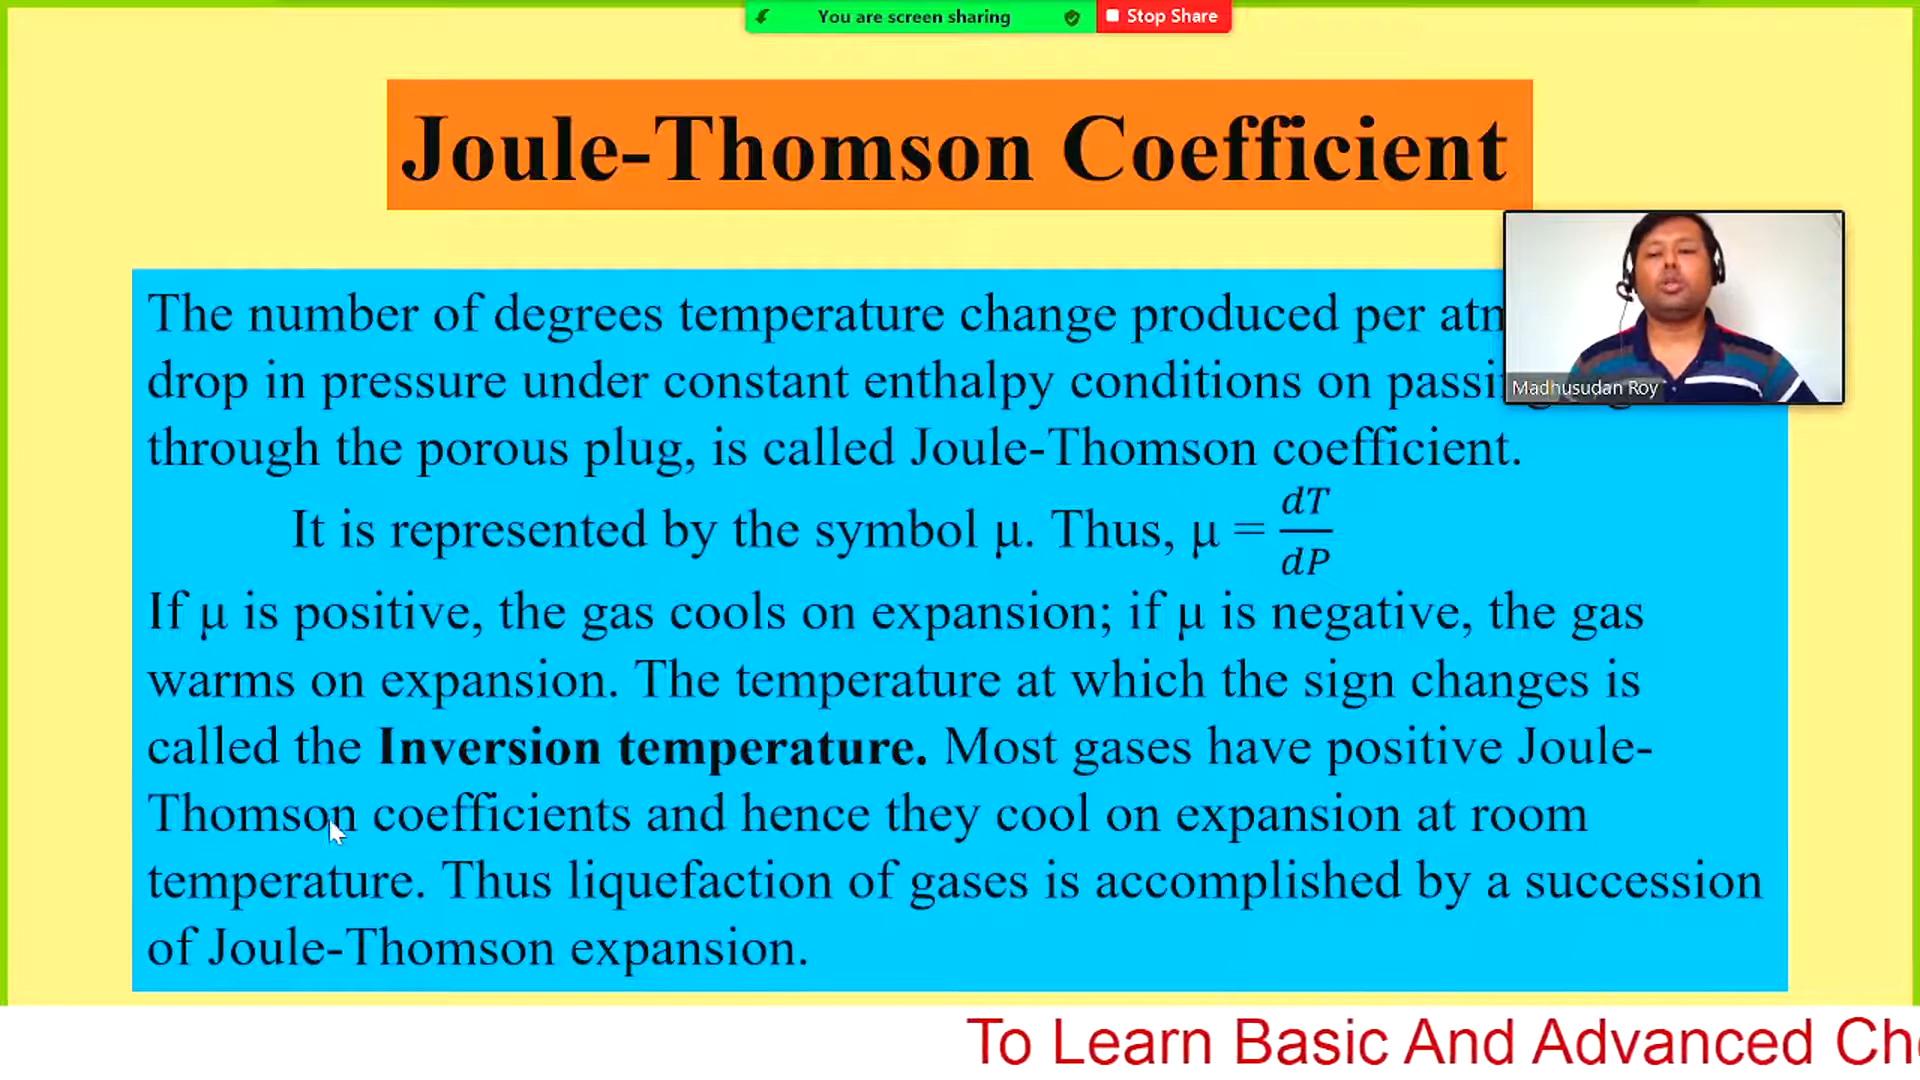 You are screen sharing
Stop Share
Joule-Thomson Coefficient
The number of degrees temperature change produced per
drop in pressure under constant enthalpy conditions on
through the porous plug, is called Joule-Thomson coefficient.
It is represented by the symbol μ. Thus, μ = dT/dP
If μ is positive, the gas cools on expansion; if μ is negative, the gas
warms on expansion. The temperature at which the sign changes is
called the Inversion temperature. Most gases have positive Joule-
Thomson coefficients and hence they cool on expansion at room
temperature. Thus liquefaction of gases is accomplished by a succession
of Joule-Thomson expansion.
Madhusudan Roy
To Learn Basic And Advanced